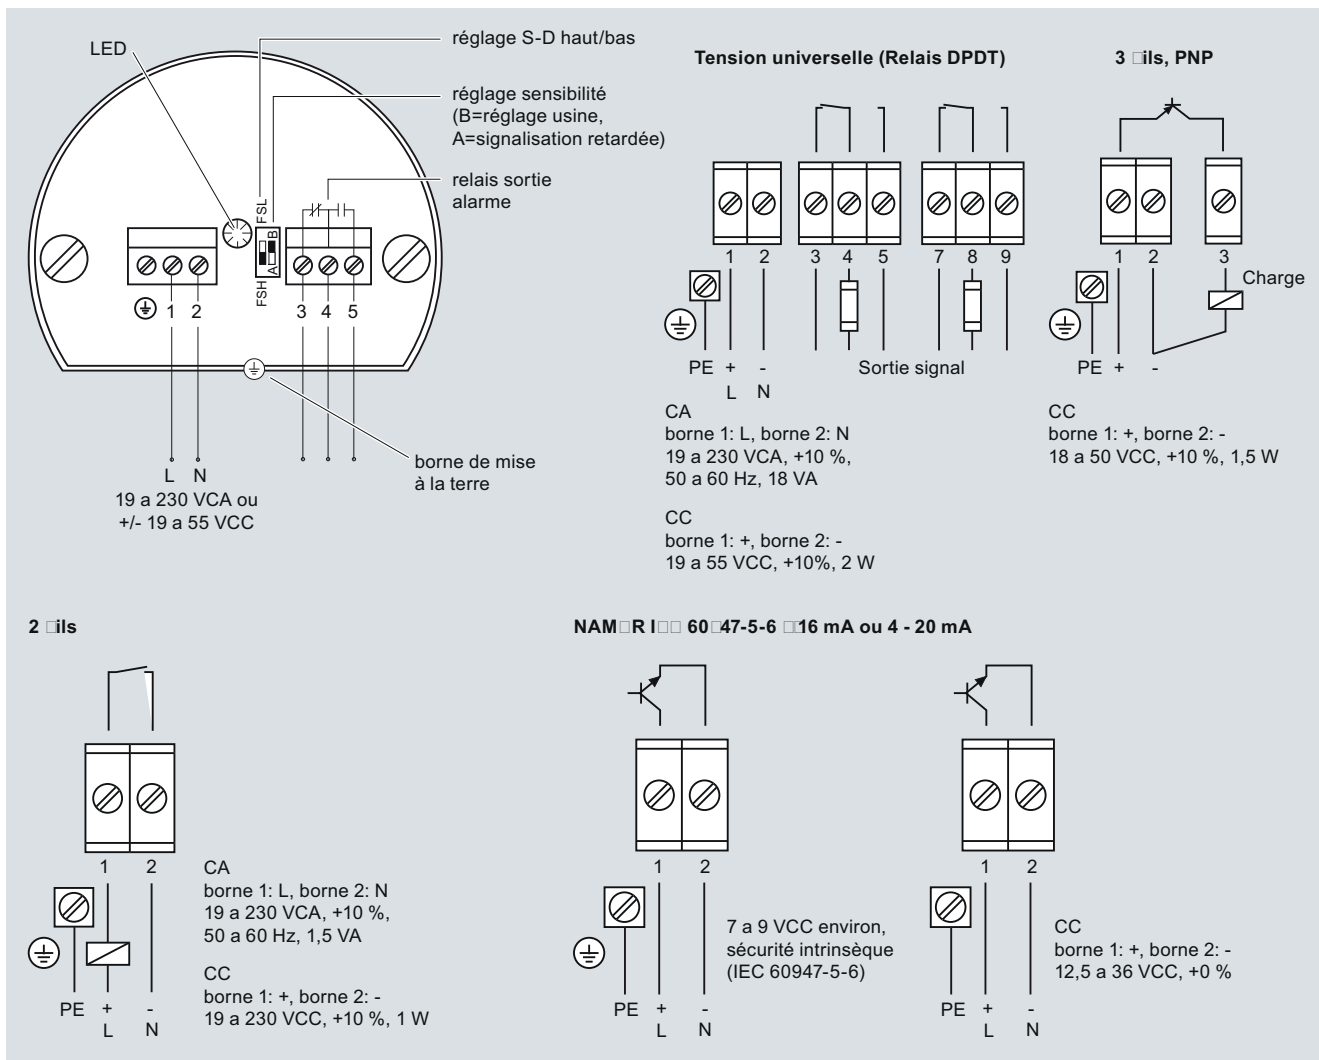 LED
réglage S-D haut/bas
réglage sensibilité
(B=réglage usine,
A=signalisation retardée)
relais sortie
alarme
FSL
B
A
FSH
1 2
3 4 5
L N
19 a 230 VCA ou
+/- 19 a 55 VCC
borne de mise
à la terre
Tension universelle (Relais DPDT)
1 2 3 4 5 7 8 9
PE + -
L N
Sortie signal
CA
borne 1: L, borne 2: N
19 a 230 VCA, +10 %,
50 a 60 Hz, 18 VA
CC
borne 1: +, borne 2: -
19 a 55 VCC, +10%, 2 W
3 □ils, PNP
1 2 3
Charge
PE + -
CC
borne 1: +, borne 2: -
18 a 50 VCC, +10 %, 1,5 W
2 □ils
1 2
PE + -
L N
CA
borne 1: L, borne 2: N
19 a 230 VCA, +10 %,
50 a 60 Hz, 1,5 VA
CC
borne 1: +, borne 2: -
19 a 230 VCC, +10 %, 1 W
NAM□R I□□ 60□47-5-6 □□16 mA ou 4 - 20 mA
1 2
PE + -
L N
7 a 9 VCC environ,
sécurité intrinsèque
(IEC 60947-5-6)
1 2
PE + -
L N
CC
borne 1: +, borne 2: -
12,5 a 36 VCC, +0 %